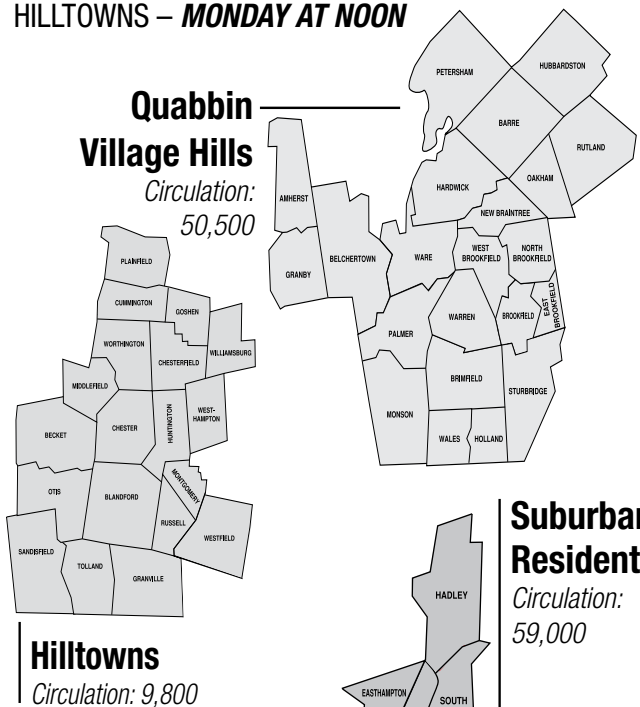 HILLTOWNS – MONDAY AT NOON
Quabbin
Village Hills
Circulation:
50,500
PETERSHAM
HUBBARDSTON
BARRE
RUTLAND
OAKHAM
HARDWICK
NEW BRAINTREE
AMHERST
BELCHERTOWN
GRANBY
WARE
WEST
BROOKFIELD
NORTH
BROOKFIELD
PALMER
WARREN
BROOKFIELD
EAST
BROOKFIELD
BRIMFIELD
STURBRIDGE
MONSON
WALES
HOLLAND
PLAINFIELD
CUMMINGTON
GOSHEN
WORTHINGTON
CHESTERFIELD
WILLIAMSBURG
MIDDLEFIELD
BECKET
CHESTER
HUNTINGTON
WEST-
HAMPTON
OTIS
BLANDFORD
MONTGOMERY
RUSSELL
WESTFIELD
SANDISFIELD
TOLLAND
GRANVILLE
Hilltowns
Circulation: 9,800
Suburban
Resident
Circulation:
59,000
HADLEY
EASTHAMPTON
SOUTH